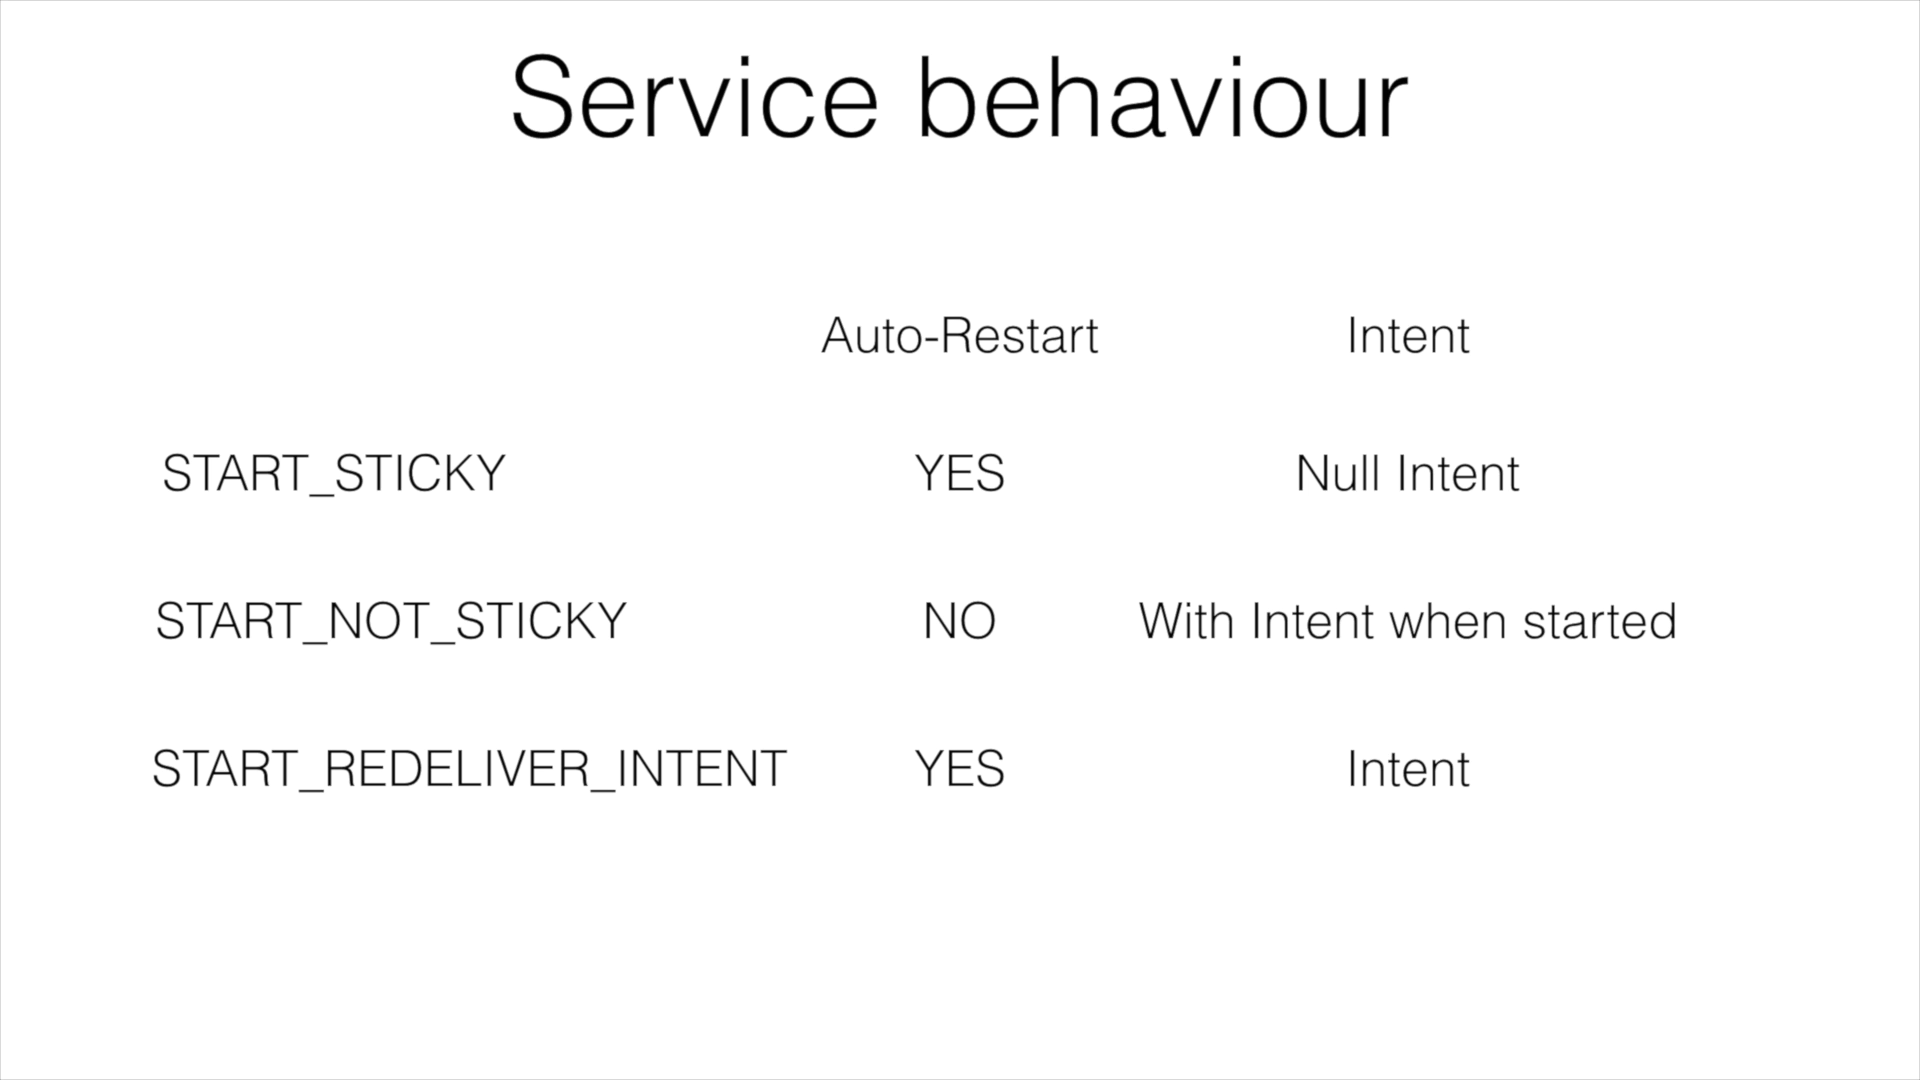 Service behaviour
Auto-Restart Intent
START_STICKY YES Null Intent
START_NOT_STICKY NO With Intent when started
START_REDELIVER_INTENT YES Intent